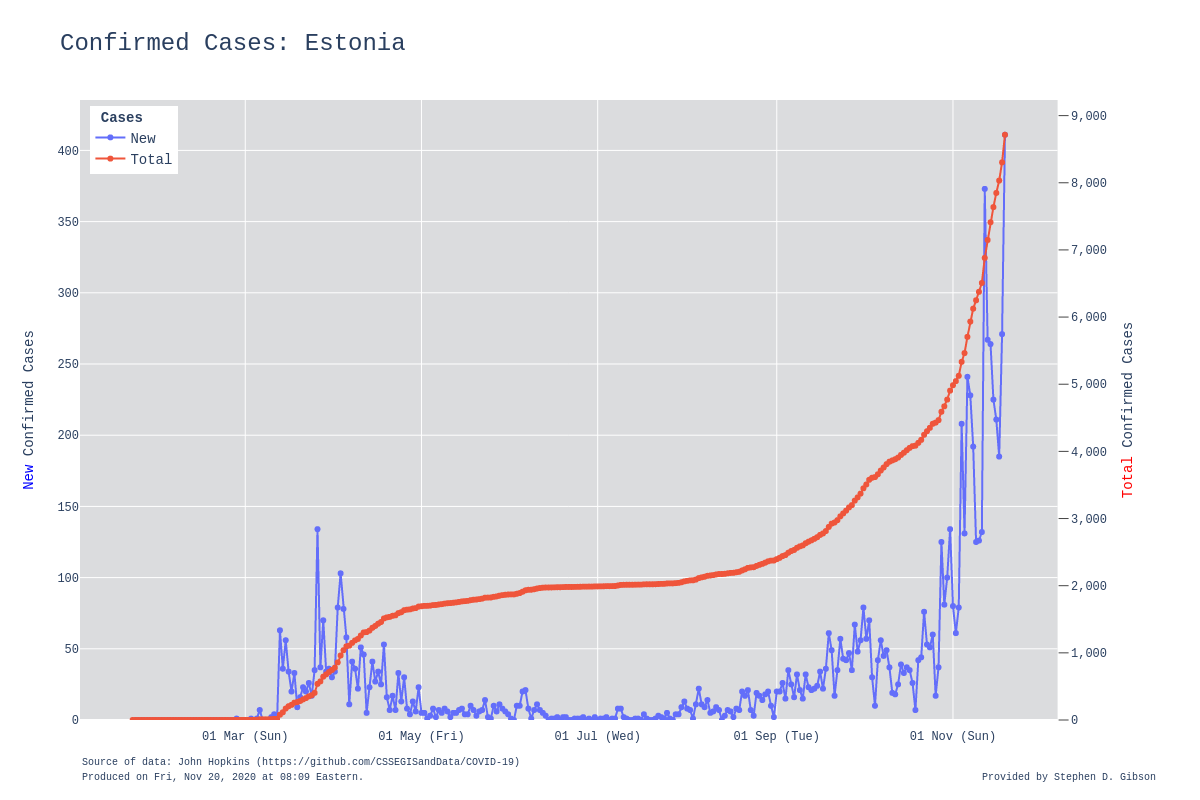 Confirmed Cases: Estonia
Cases
New
Total
400
350
300
250
200
150
100
50
0
9,000
8,000
7,000
6,000
5,000
4,000
3,000
2,000
1,000
0
New Confirmed Cases
Total Confirmed Cases
01 Mar (Sun)
01 May (Fri)
01 Jul (Wed)
01 Sep (Tue)
01 Nov (Sun)
Source of data: John Hopkins (https://github.com/CSSEGISandData/COVID-19)
Produced on Fri, Nov 20, 2020 at 08:09 Eastern.
Provided by Stephen D. Gibson